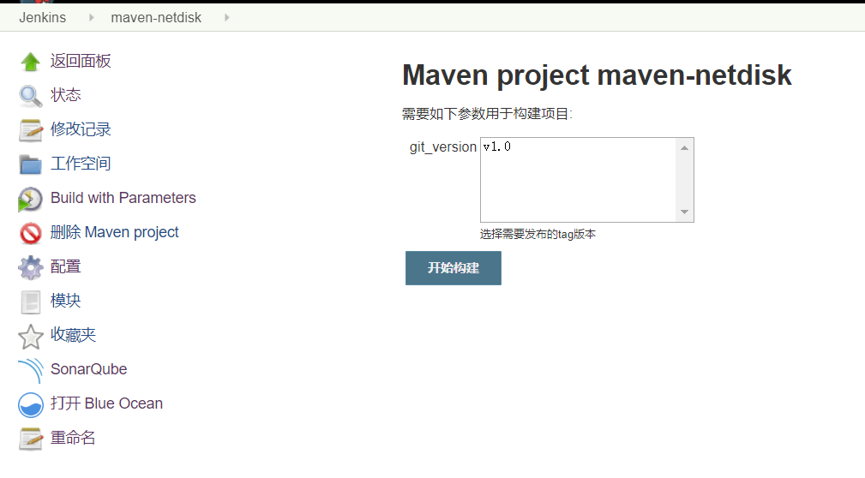 Jenkins maven-netdisk
返回面板
状态
修改记录
工作空间
Build with Parameters
删除 Maven project
配置
模块
收藏夹
SonarQube
打开 Blue Ocean
重命名
Maven project maven-netdisk
需要如下参数用于构建项目:
git_version v1.0
选择需要发布的tag版本
开始构建